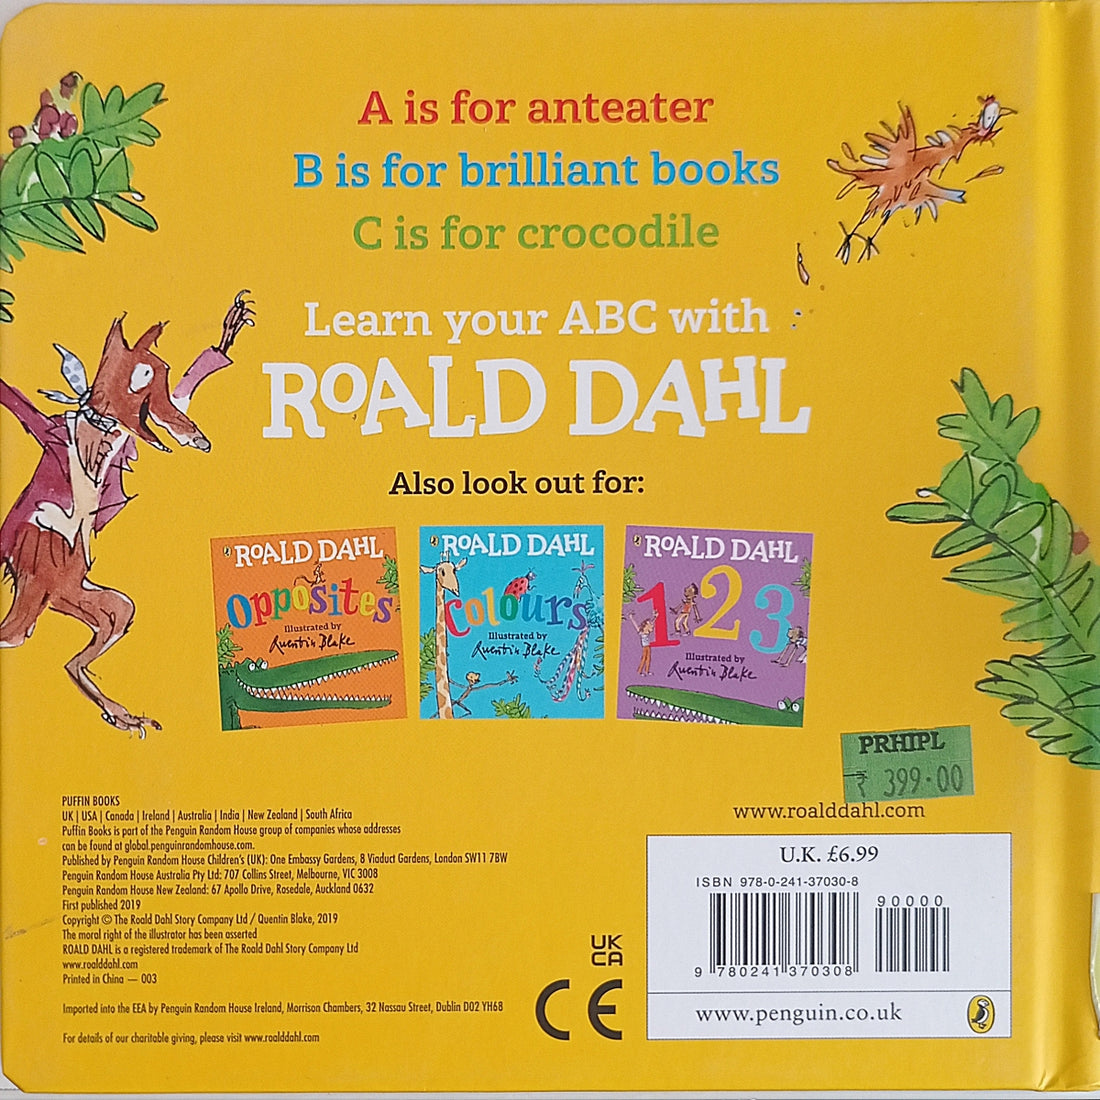 A is for anteater
B is for brilliant books
C is for crocodile
Learn your ABC with
ROALD DAHL
Also look out for:
ROALD DAHL
Opposites
Illustrated by
Quentin Blake
ROALD DAHL
Colours
Illustrated by
Quentin Blake
ROALD DAHL
1 2 3
Illustrated by
Quentin Blake
PRHIPL
₹ 399.00
PUFFIN BOOKS
UK | USA | Canada | Ireland | Australia | India | New Zealand | South Africa
Puffin Books is part of the Penguin Random House group of companies whose addresses
can be found at global.penguinrandomhouse.com.
Published by Penguin Random House Children's (UK): One Embassy Gardens, 8 Viaduct Gardens, London SW11 7BW
Penguin Random House Australia Pty Ltd: 707 Collins Street, Melbourne, VIC 3008
Penguin Random House New Zealand: 67 Apollo Drive, Rosedale, Auckland 0632
First published 2019
Copyright © The Roald Dahl Story Company Ltd / Quentin Blake, 2019
The moral right of the illustrator has been asserted
ROALD DAHL is a registered trademark of The Roald Dahl Story Company Ltd
www.roalddahl.com
Printed in China — 003
Imported into the EEA by Penguin Random House Ireland, Morrison Chambers, 32 Nassau Street, Dublin D02 YH68
For details of our charitable giving, please visit www.roalddahl.com
UK
CA
CE
www.roalddahl.com
U.K. £6.99
ISBN 978-0-241-37030-8
90000
9 780241 370308
www.penguin.co.uk